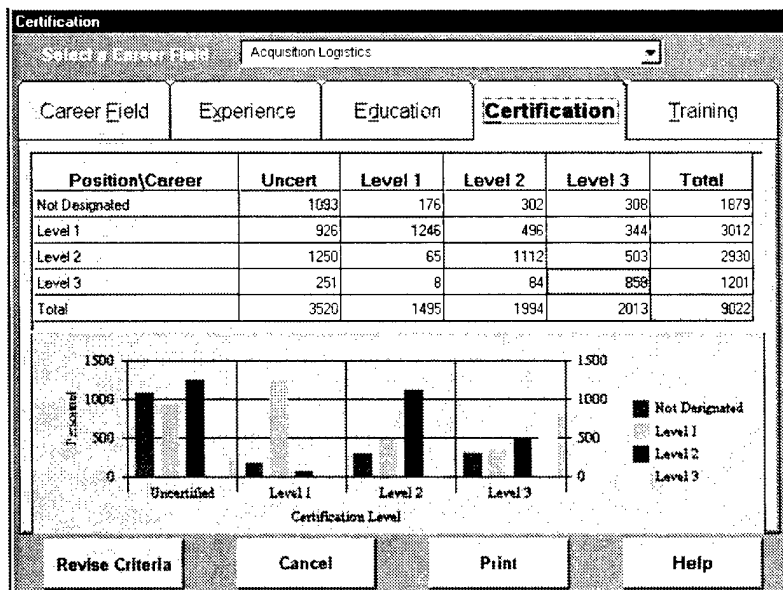 Certification
Select a Career Field Acquisition Logistics
Career Field Experience Education Certification Training
Position\Career Uncert Level 1 Level 2 Level 3 Total
Not Designated 1093 176 302 308 1879
Level 1 926 1246 496 344 3012
Level 2 1250 65 1112 503 2930
Level 3 251 8 84 858 1201
Total 3520 1495 1994 2013 9022
1500 1500
1000 1000
500 500
0 0
Personnel
Uncertified Level 1 Level 2 Level 3
Certification Level
Not Designated
Level 1
Level 2
Level 3
Revise Criteria Cancel Print Help